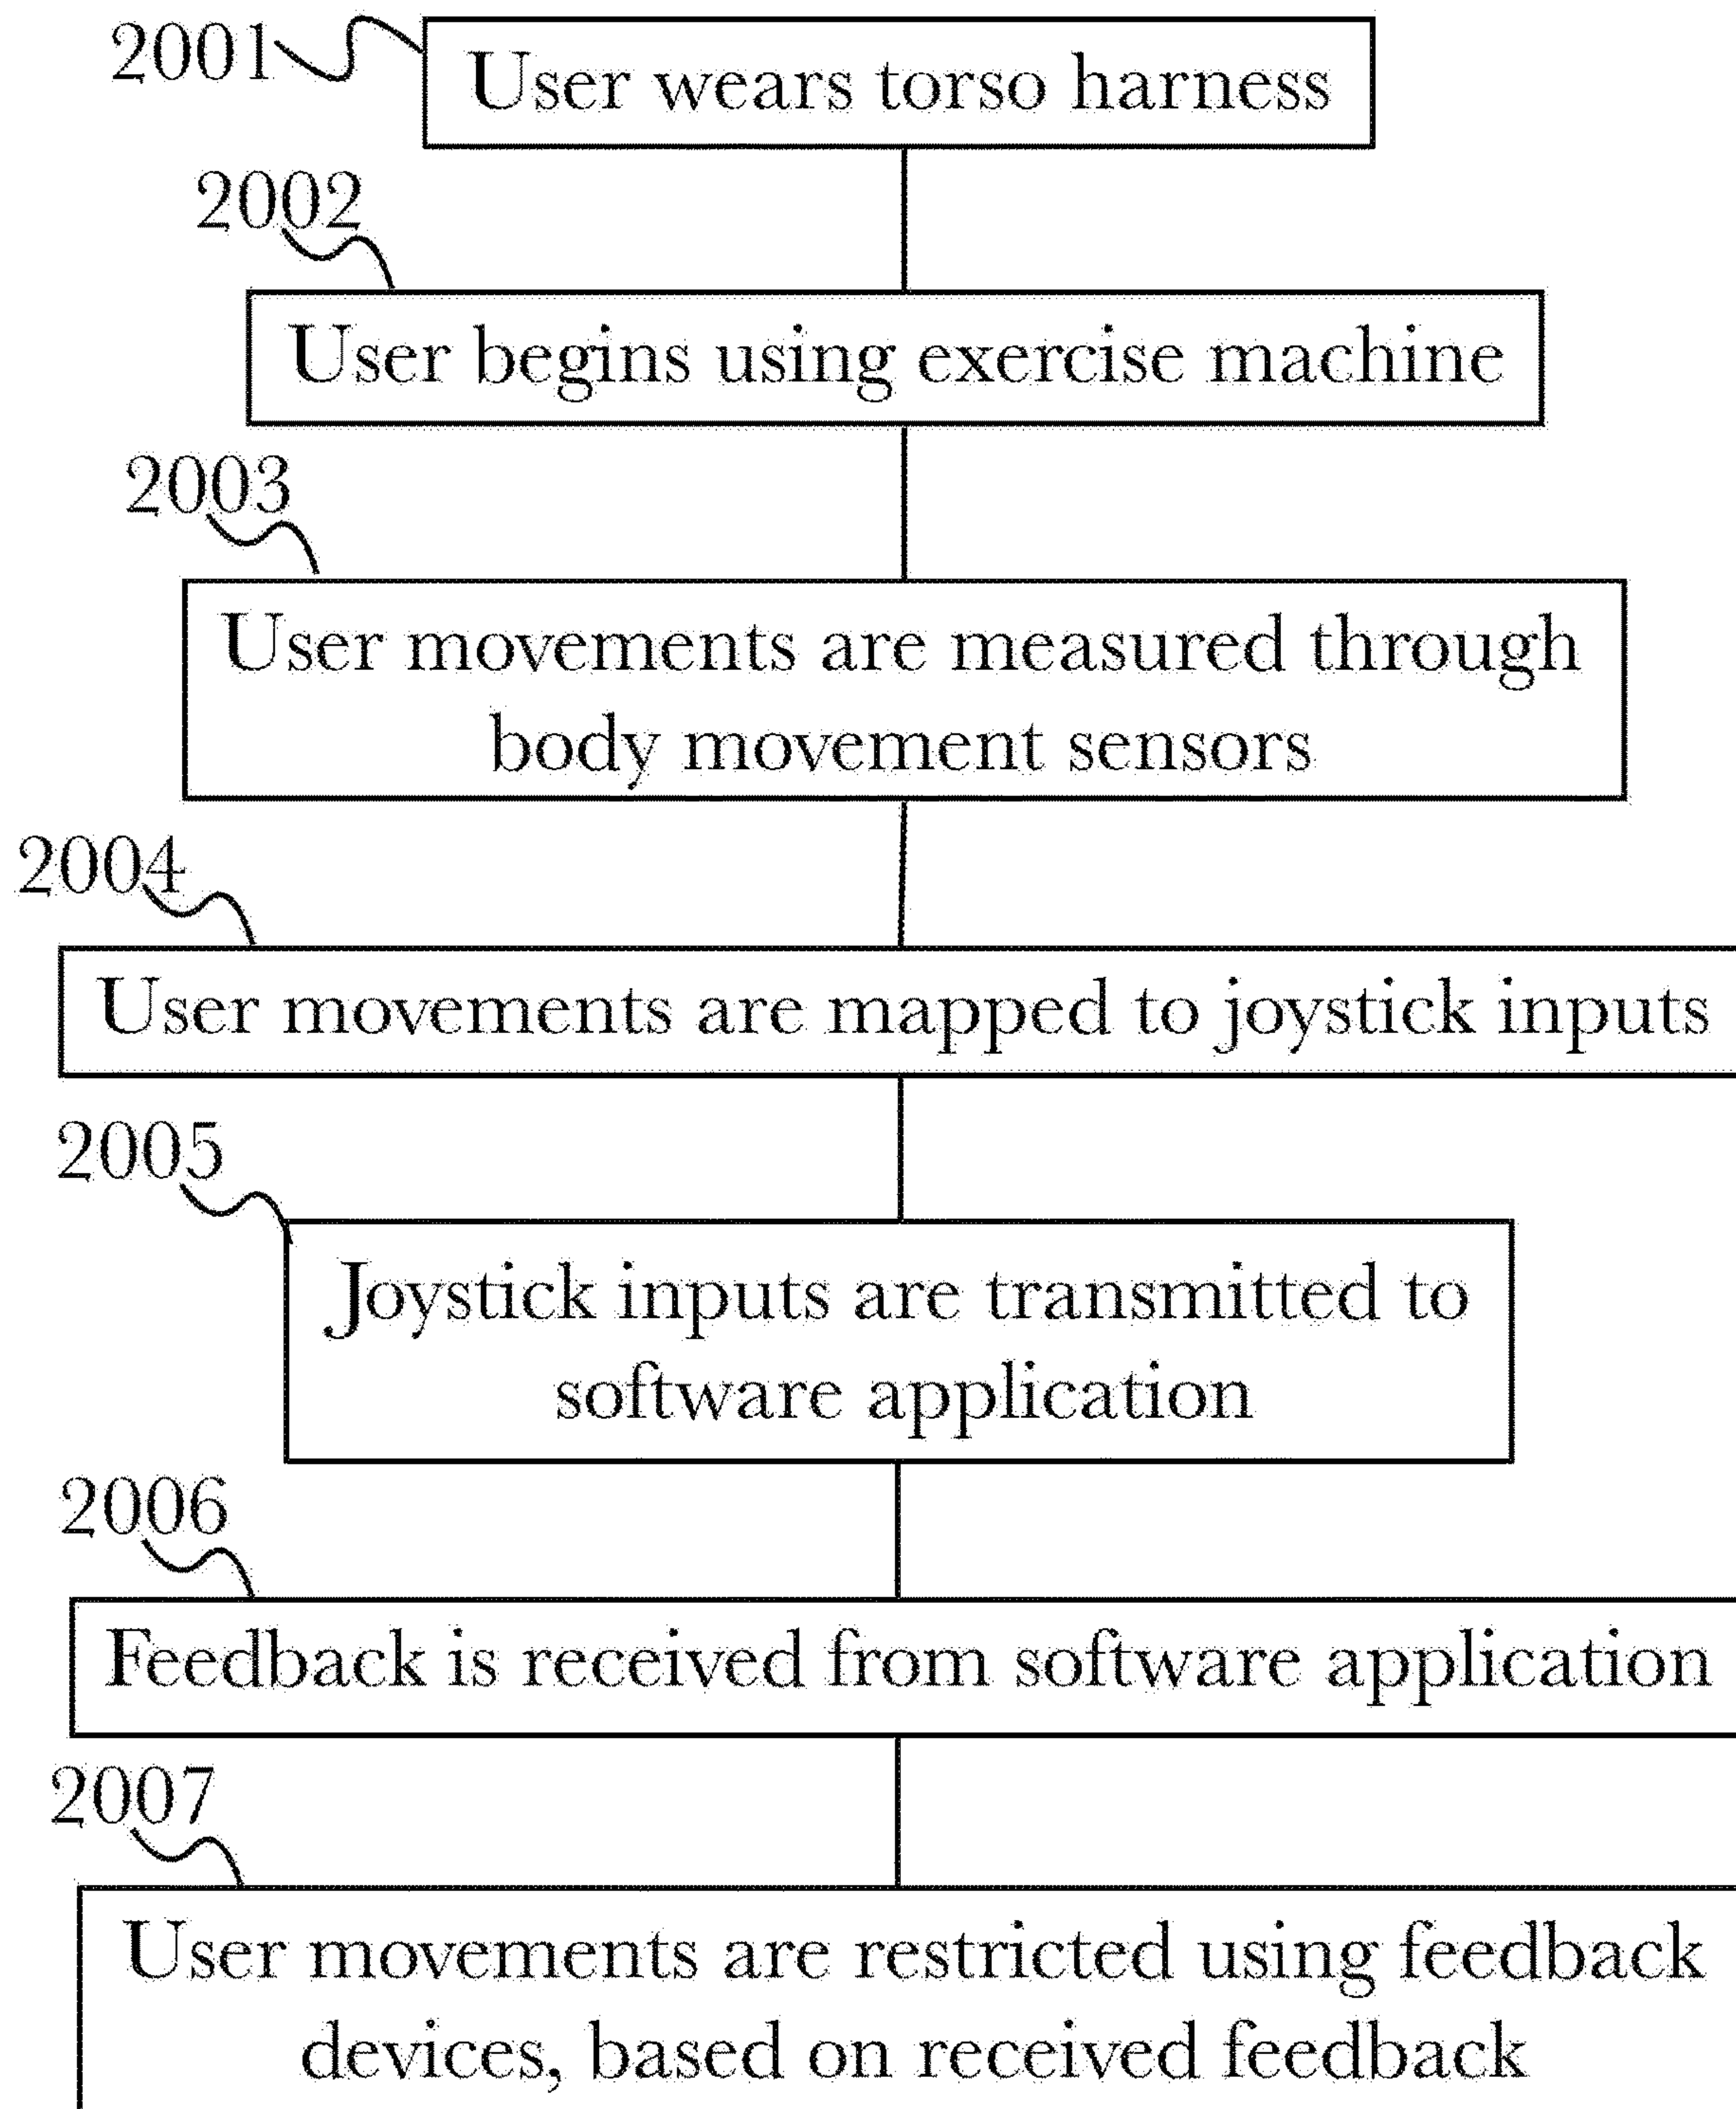 2001
User wears torso harness
2002
User begins using exercise machine
2003
User movements are measured through
body movement sensors
2004
User movements are mapped to joystick inputs
2005
Joystick inputs are transmitted to
software application
2006
Feedback is received from software application
2007
User movements are restricted using feedback
devices, based on received feedback